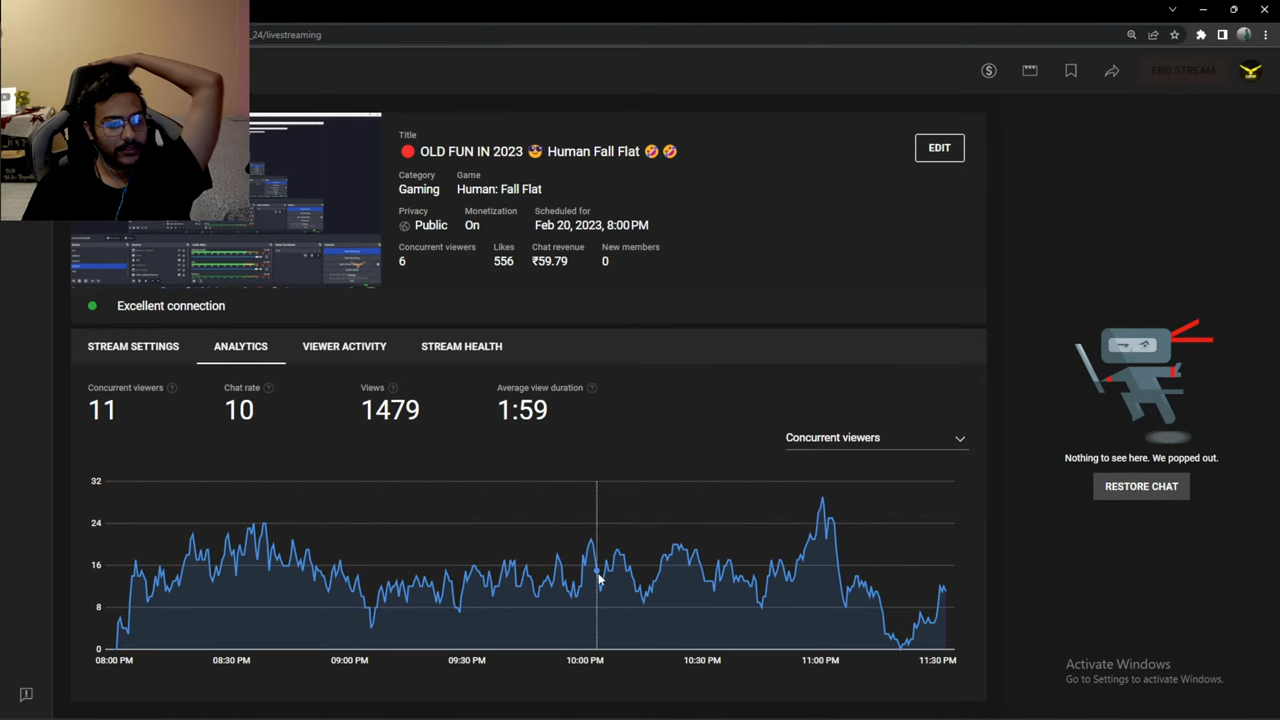 _24/livestreaming
END STREAM
Title
🔴 OLD FUN IN 2023 😎 Human Fall Flat 🤣 🤣
EDIT
Category Game
Gaming Human: Fall Flat
Privacy Monetization Scheduled for
Public On Feb 20, 2023, 8:00 PM
Concurrent viewers Likes Chat revenue New members
6 556 ₹59.79 0
Excellent connection
STREAM SETTINGS ANALYTICS VIEWER ACTIVITY STREAM HEALTH
Concurrent viewers Chat rate Views Average view duration
11 10 1479 1:59
Concurrent viewers
32
24
16
8
0
08:00 PM 08:30 PM 09:00 PM 09:30 PM 10:00 PM 10:30 PM 11:00 PM 11:30 PM
Nothing to see here. We popped out.
RESTORE CHAT
Activate Windows
Go to Settings to activate Windows.